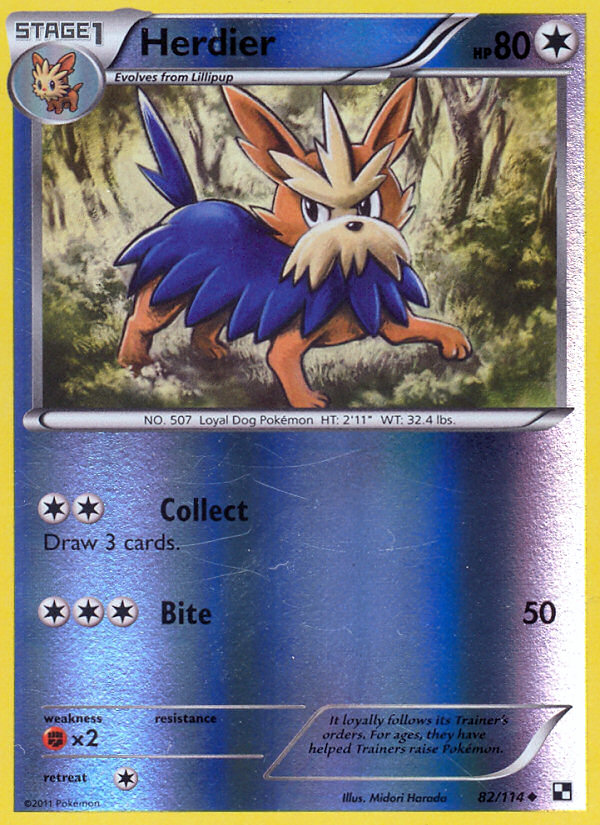 STAGE1
Herdier
HP 80
Evolves from Lillipup
NO. 507 Loyal Dog Pokémon HT: 2'11" WT: 32.4 lbs.
Collect
Draw 3 cards.
Bite 50
weakness resistance
×2
retreat
It loyally follows its Trainer's
orders. For ages, they have
helped Trainers raise Pokémon.
©2011 Pokémon
Illus. Midori Harada 82/114